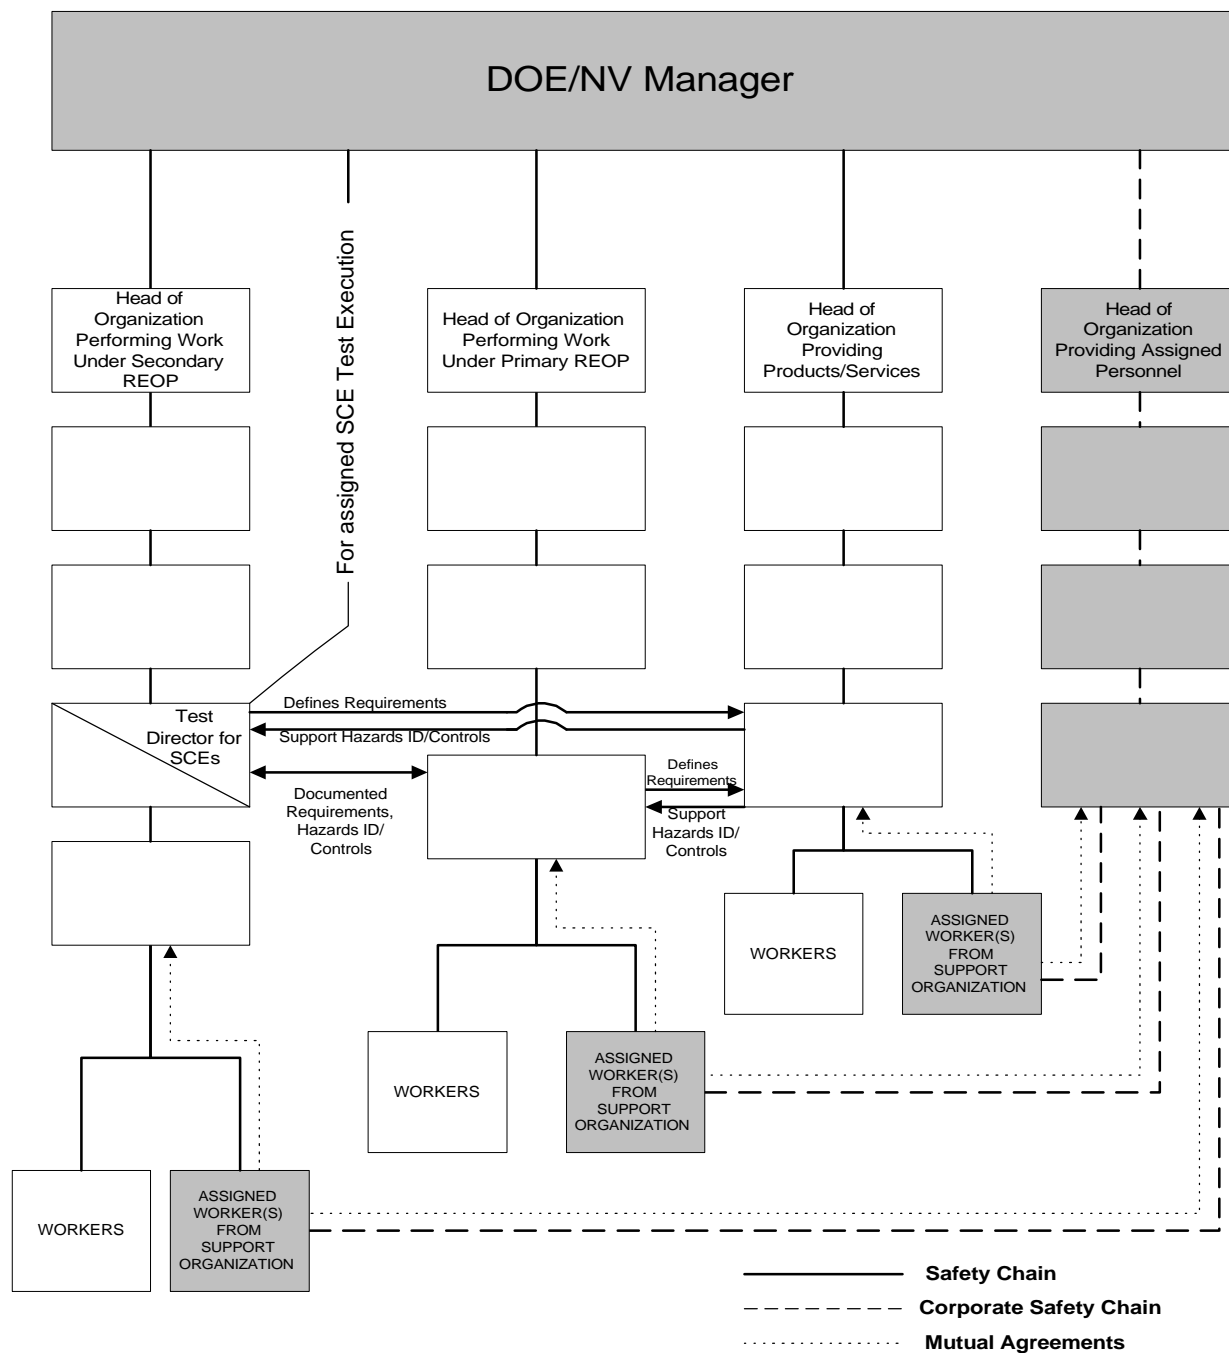 DOE/NV Manager
For assigned SCE Test Execution
Head of
Organization
Performing Work
Under Secondary
REOP
Head of Organization
Performing Work
Under Primary REOP
Head of
Organization
Providing
Products/Services
Head of
Organization
Providing Assigned
Personnel
Test
Director for
SCEs
Defines Requirements
Support Hazards ID/Controls
Documented
Requirements,
Hazards ID/
Controls
Defines
Requirements
Support
Hazards ID/
Controls
WORKERS
ASSIGNED
WORKER(S)
FROM
SUPPORT
ORGANIZATION
WORKERS
ASSIGNED
WORKER(S)
FROM
SUPPORT
ORGANIZATION
WORKERS
ASSIGNED
WORKER(S)
FROM
SUPPORT
ORGANIZATION
Safety Chain
Corporate Safety Chain
Mutual Agreements